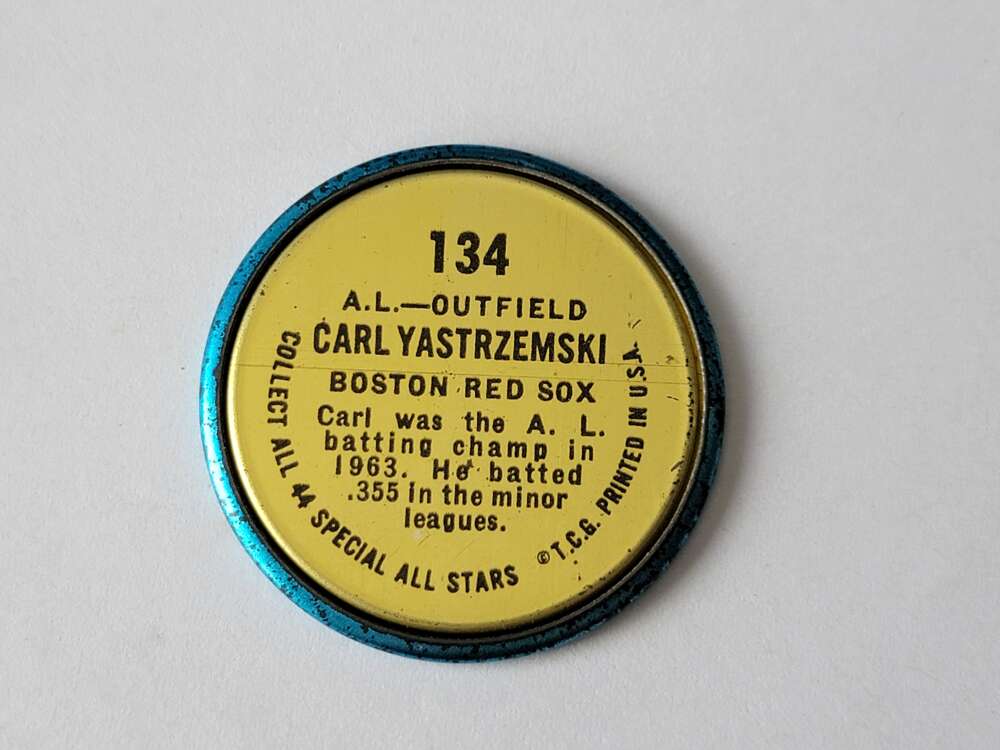 134
A.L.—OUTFIELD
CARL YASTRZEMSKI
BOSTON RED SOX
Carl was the A. L.
batting champ in
1963. He batted
.355 in the minor
leagues.
COLLECT ALL 44 SPECIAL ALL STARS
© T.C.G. PRINTED IN U.S.A.